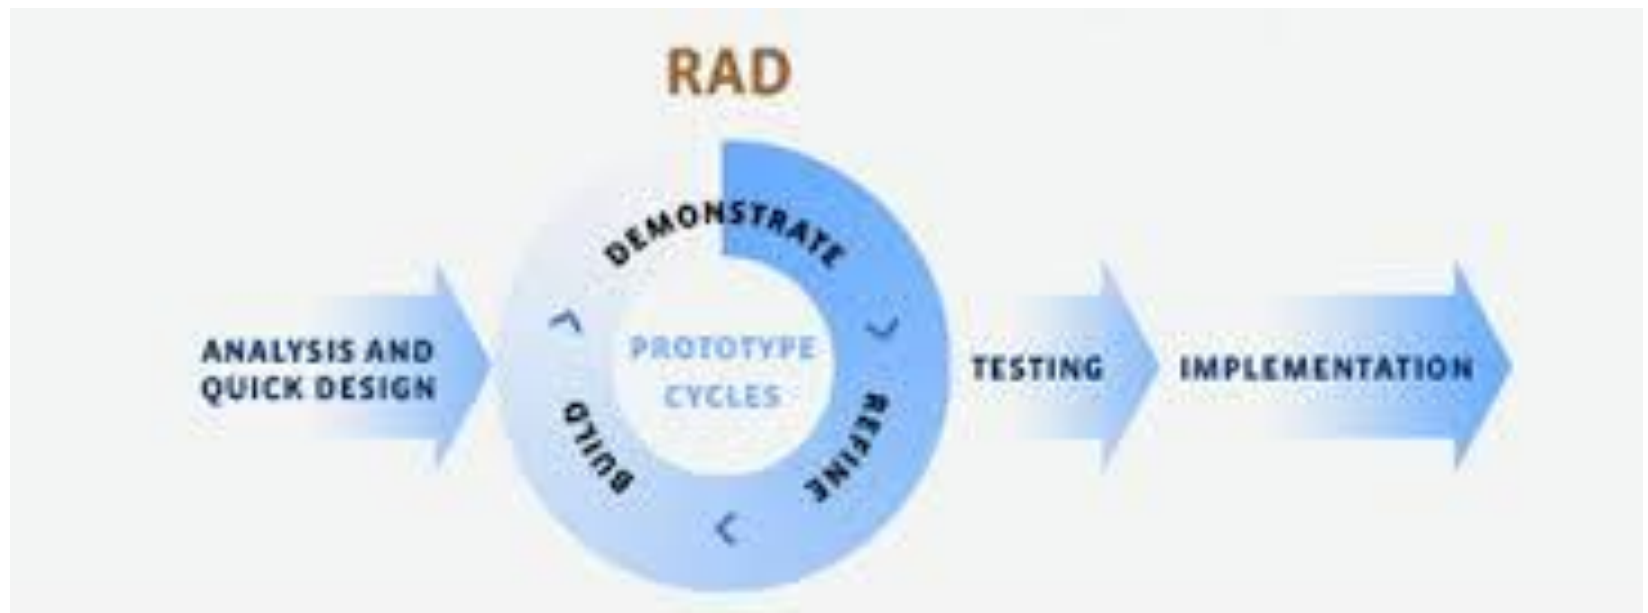 RAD
DEMONSTRATE
ANALYSIS AND
QUICK DESIGN
PROTOTYPE
CYCLES
BUILD
REFINE
TESTING
IMPLEMENTATION